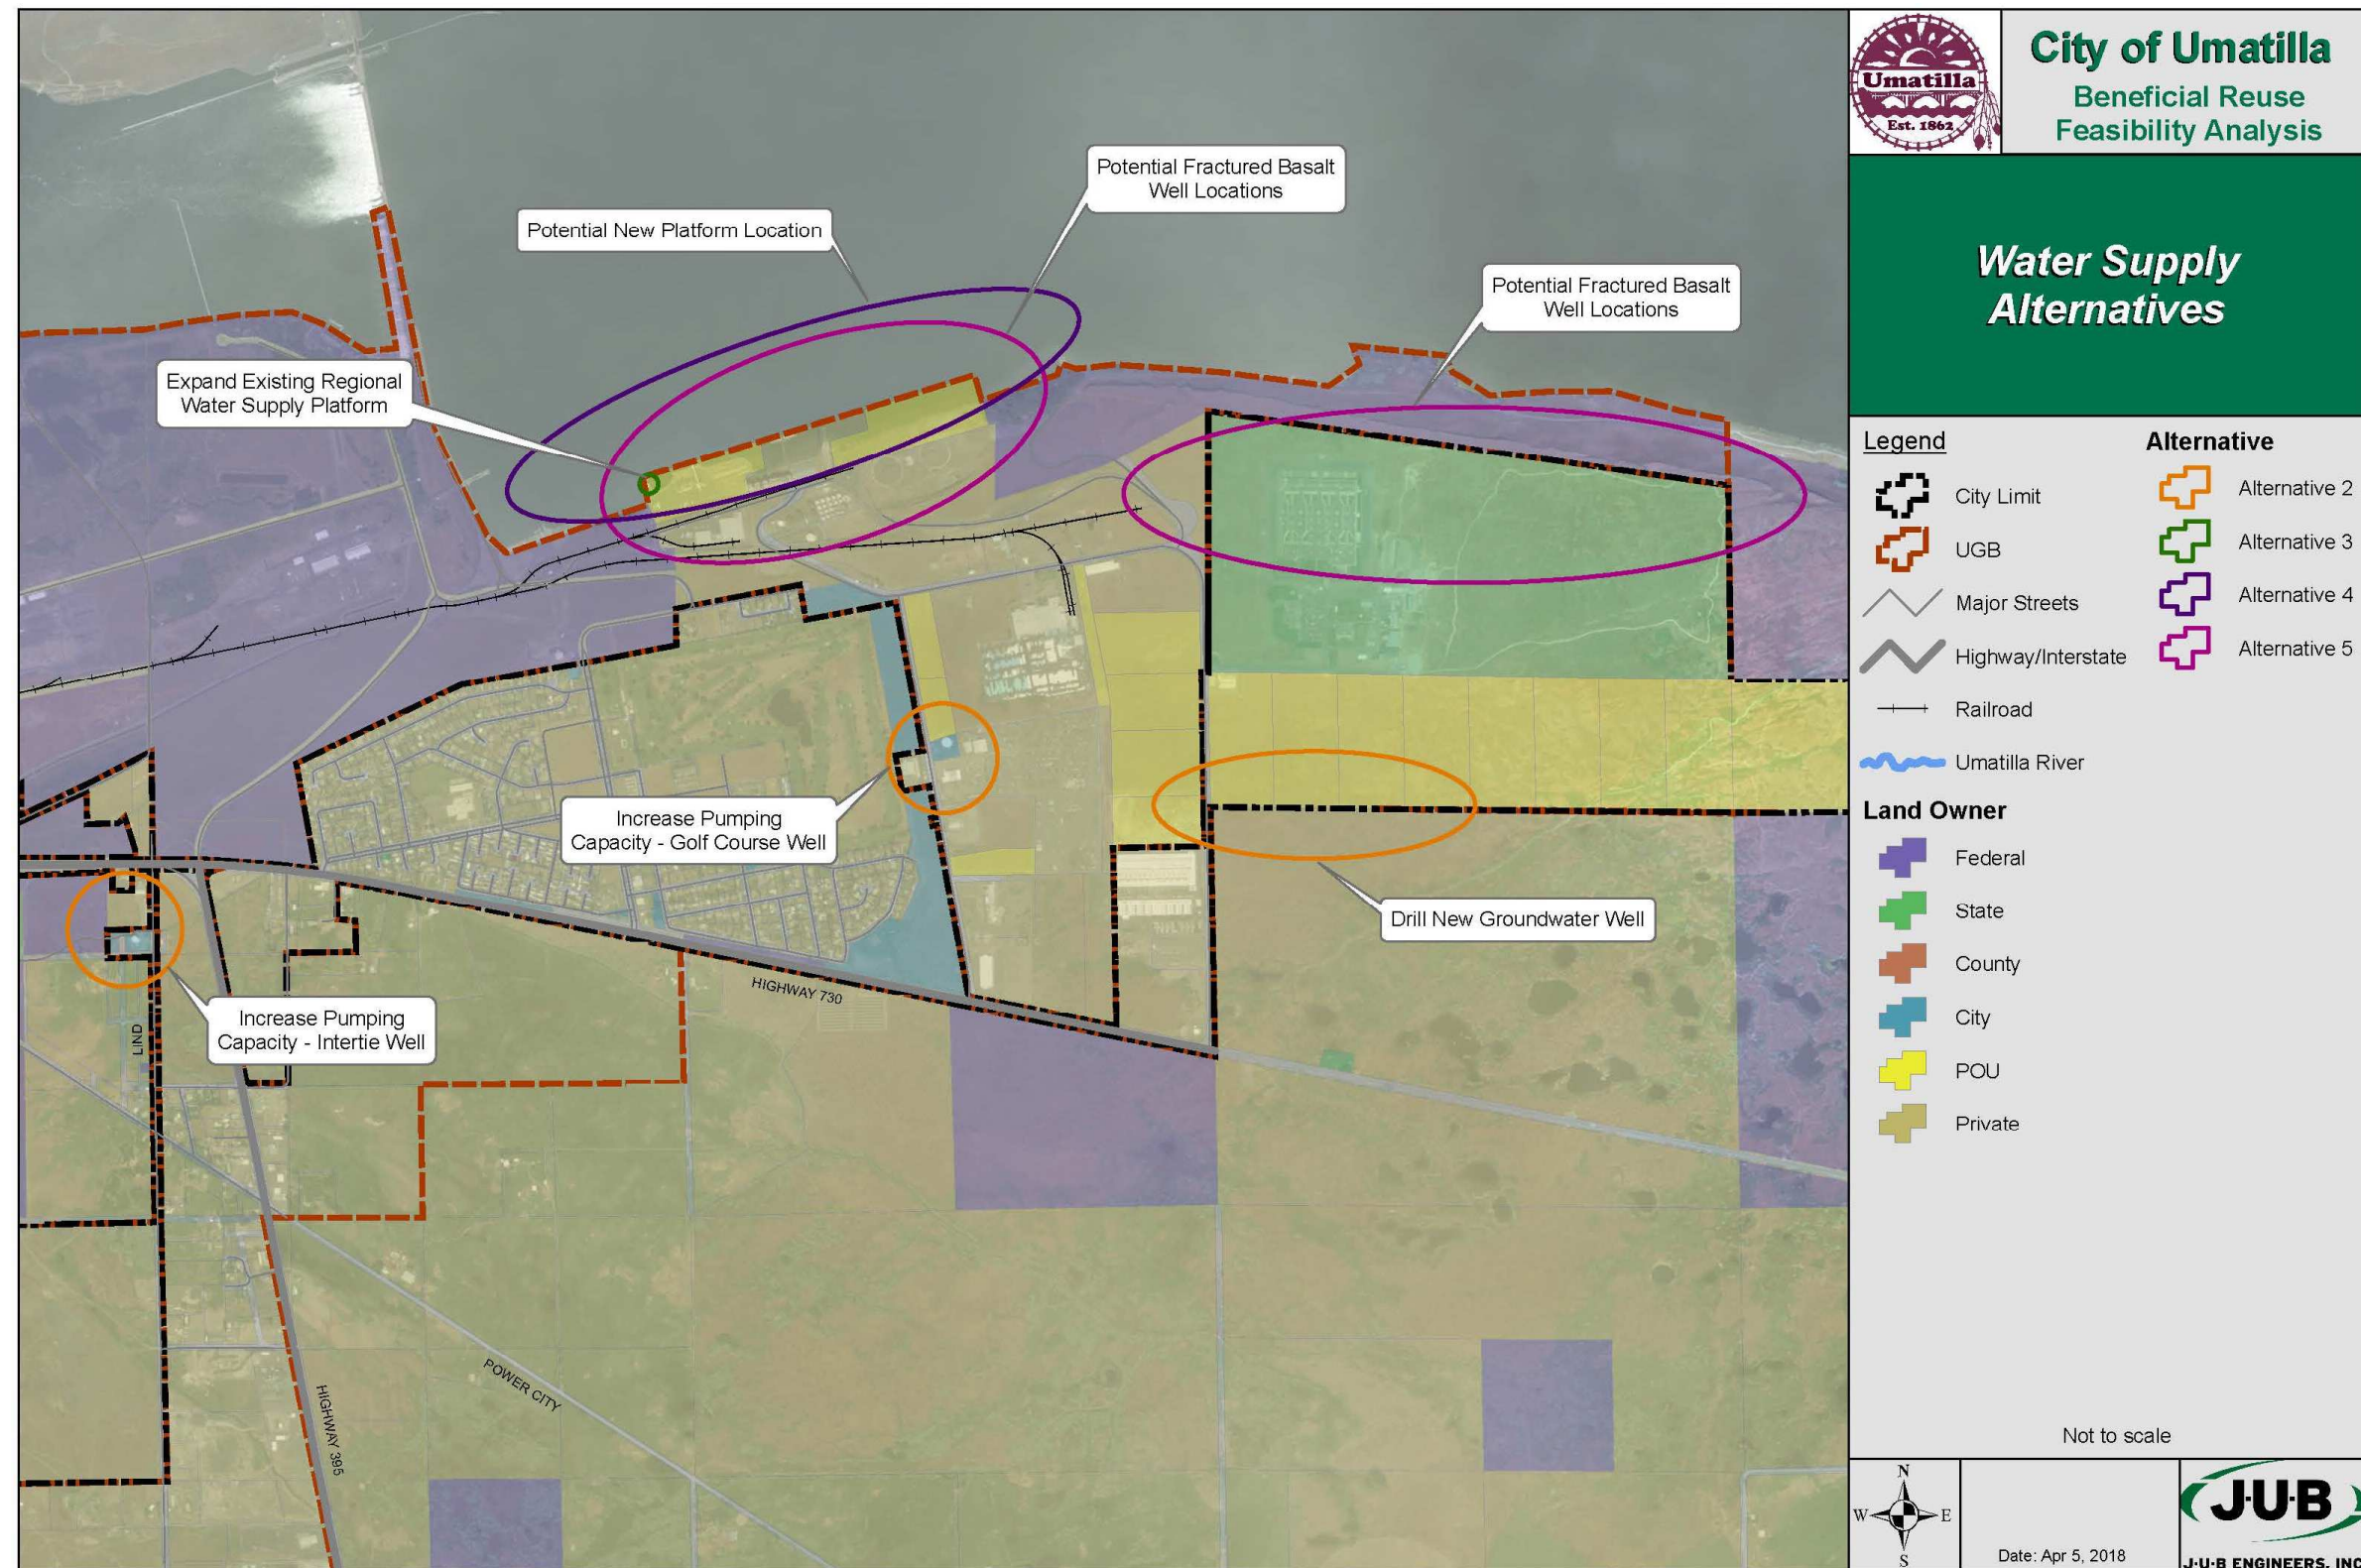 Umatilla
Est. 1862
City of Umatilla
Beneficial Reuse
Feasibility Analysis
Water Supply
Alternatives
Potential Fractured Basalt
Well Locations
Potential New Platform Location
Potential Fractured Basalt
Well Locations
Expand Existing Regional
Water Supply Platform
Increase Pumping
Capacity - Golf Course Well
Drill New Groundwater Well
Increase Pumping
Capacity - Intertie Well
HIGHWAY 730
LIND
POWER CITY
HIGHWAY 395
Legend
City Limit
UGB
Major Streets
Highway/Interstate
Railroad
Umatilla River
Alternative
Alternative 2
Alternative 3
Alternative 4
Alternative 5
Land Owner
Federal
State
County
City
POU
Private
Not to scale
N
W E
S
Date: Apr 5, 2018
J·U·B
J·U·B ENGINEERS, INC